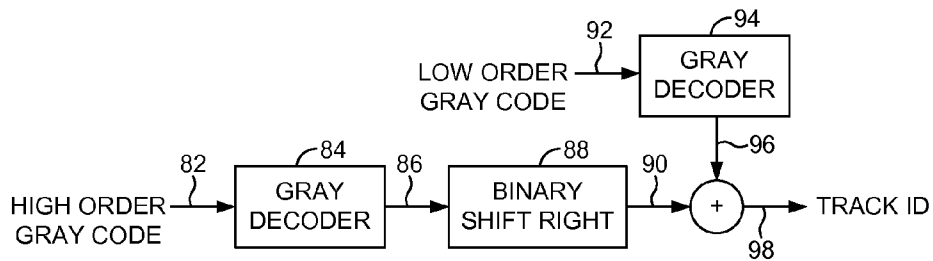 94
92
GRAY
DECODER
LOW ORDER
GRAY CODE
96
84
88
82
86
90
HIGH ORDER
GRAY CODE
GRAY
DECODER
BINARY
SHIFT RIGHT
+
TRACK ID
98